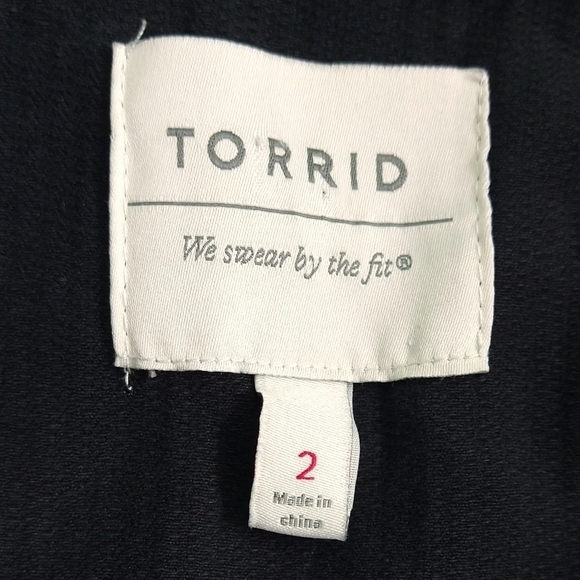 TORRID
We swear by the fit®
2
Made in
china